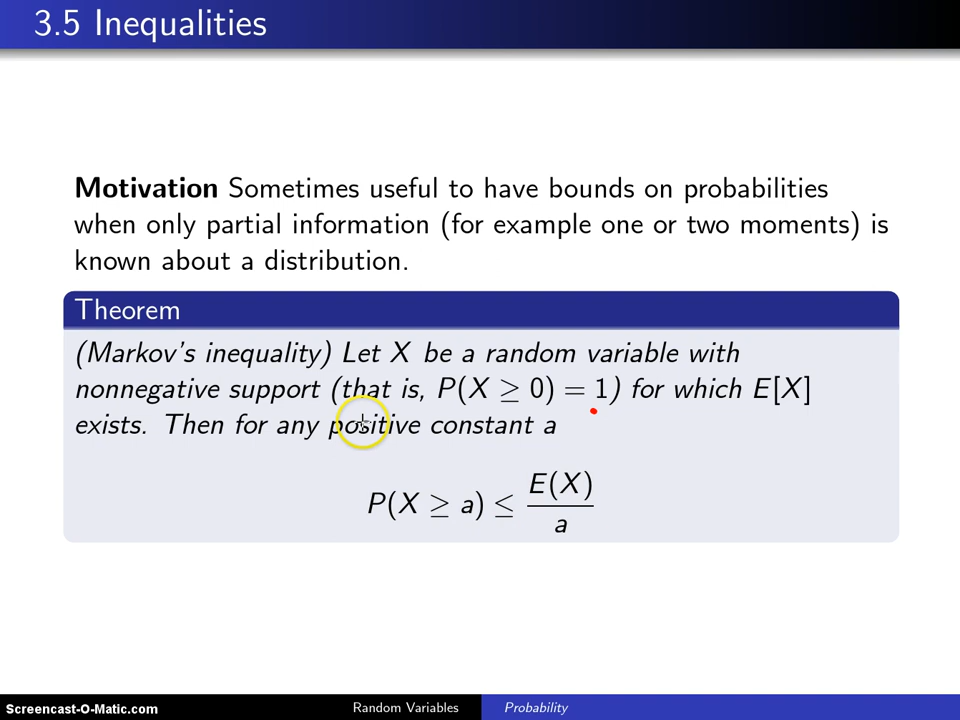 3.5 Inequalities
Motivation Sometimes useful to have bounds on probabilities
when only partial information (for example one or two moments) is
known about a distribution.
Theorem
(Markov's inequality) Let X be a random variable with
nonnegative support (that is, P(X ≥ 0) = 1) for which E[X]
exists. Then for any positive constant a
P(X ≥ a) ≤ E(X)/a
Screencast-O-Matic.com Random Variables Probability